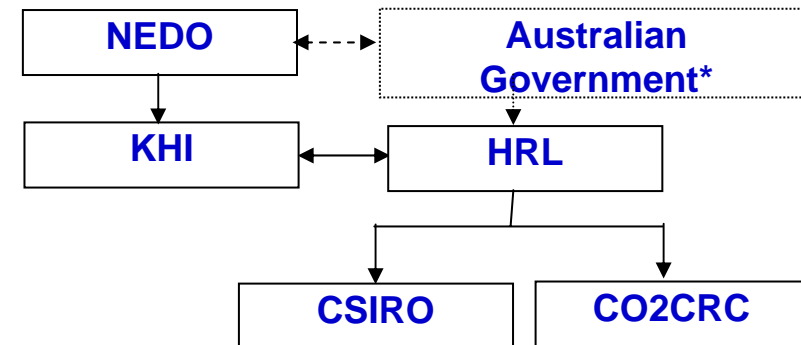 NEDO
Australian
Government*
KHI
HRL
CSIRO
CO2CRC